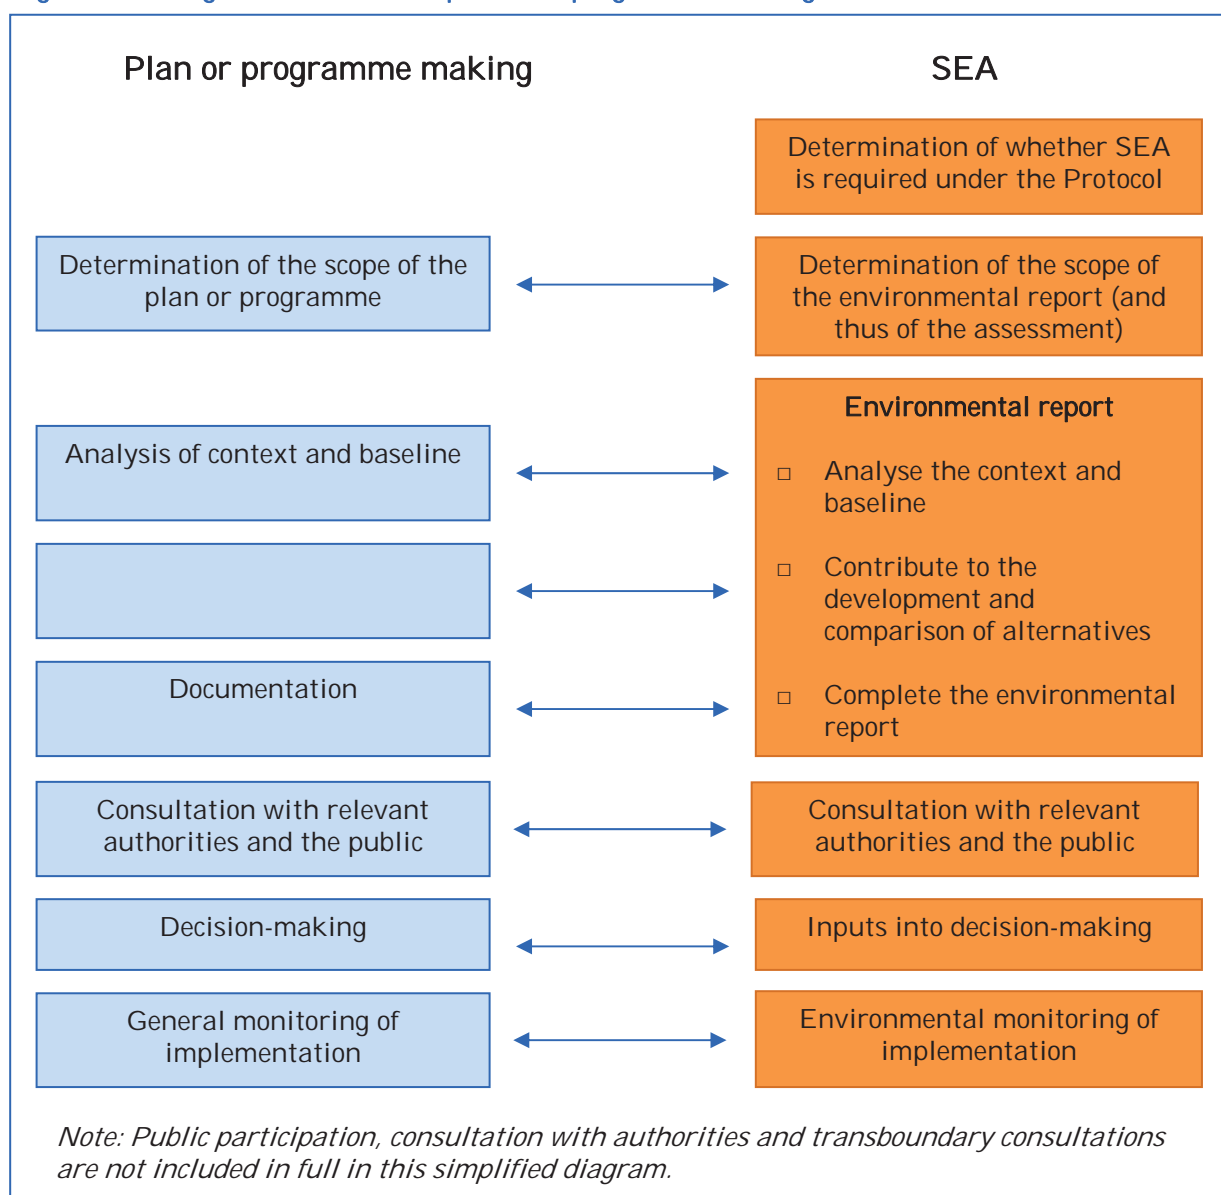 Plan or programme making
SEA
Determination of whether SEA
is required under the Protocol
Determination of the scope of the
plan or programme
Determination of the scope of
the environmental report (and
thus of the assessment)
Analysis of context and baseline
Environmental report
□ Analyse the context and
baseline
□ Contribute to the
development and
comparison of alternatives
□ Complete the environmental
report
Documentation
Consultation with relevant
authorities and the public
Consultation with relevant
authorities and the public
Decision-making
Inputs into decision-making
General monitoring of
implementation
Environmental monitoring of
implementation
Note: Public participation, consultation with authorities and transboundary consultations
are not included in full in this simplified diagram.